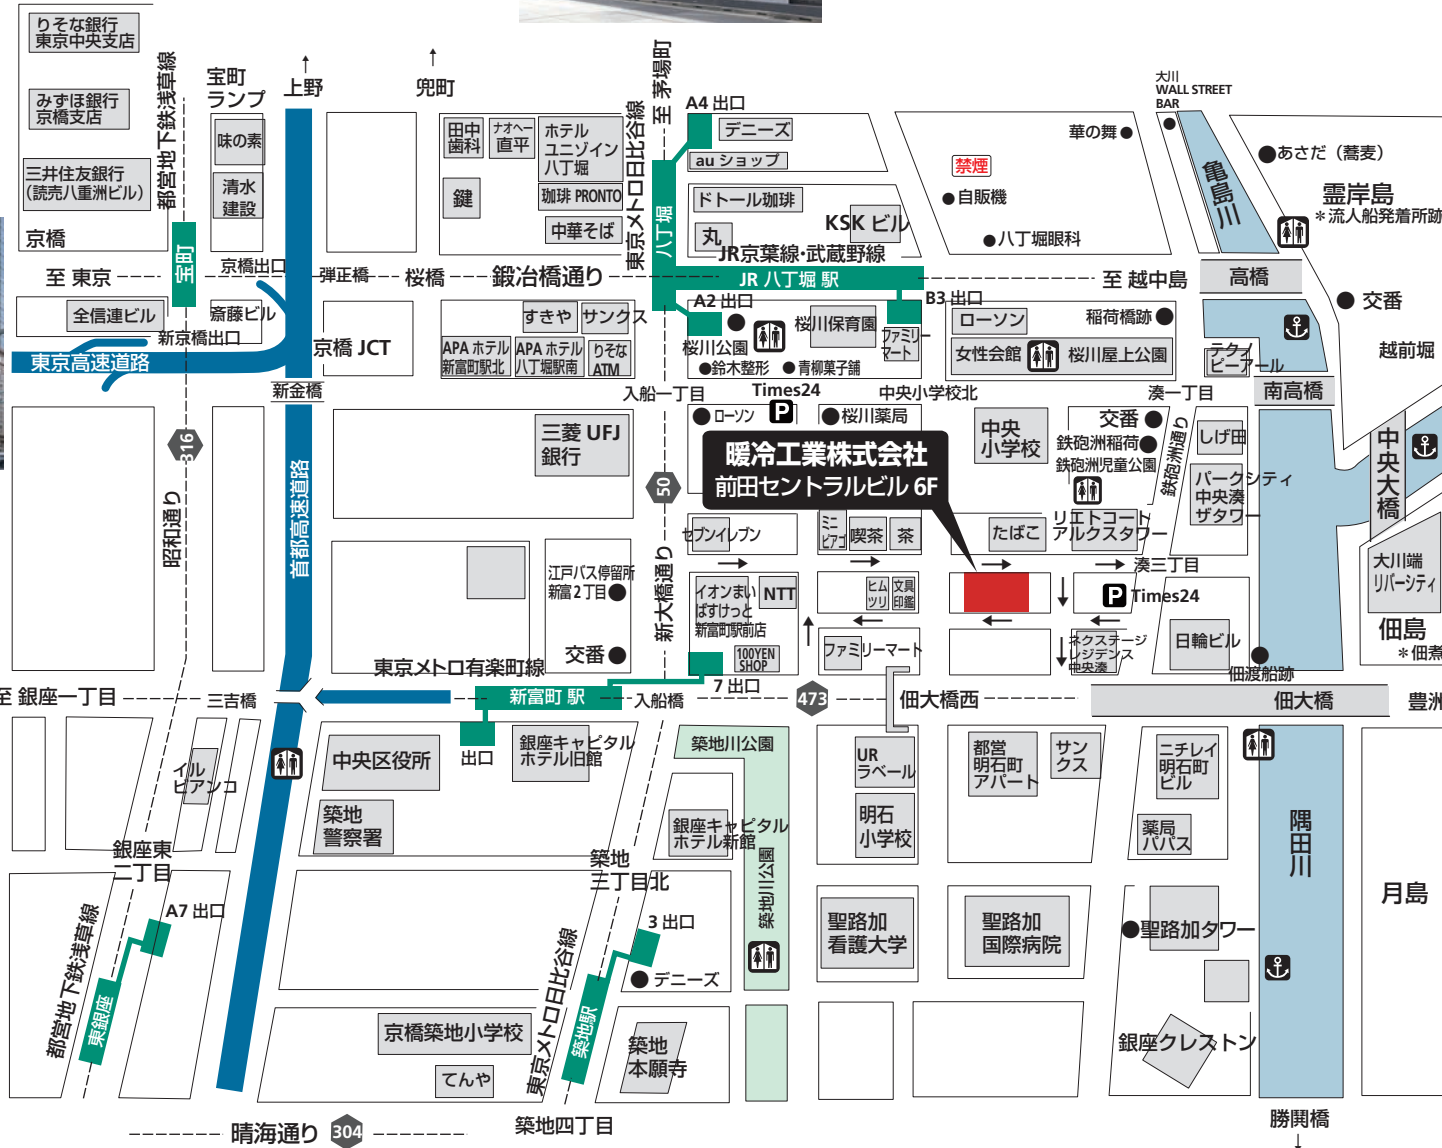 りそな銀行
東京中央支店
みずほ銀行
京橋支店
三井住友銀行
(読売八重洲ビル)
京橋
都営地下鉄浅草線
宝町
ランプ
味の素
清水
建設
↑
上野
↑
兜町
田中
歯科
ナオヘー
直平
ホテル
ユニゾイン
八丁堀
鍵
珈琲 PRONTO
中華そば
東京メトロ日比谷線
至 茅場町
A4 出口
デニーズ
au ショップ
ドトール珈琲
丸
KSK ビル
八丁堀
華の舞
禁煙
自販機
八丁堀眼科
大川
WALL STREET
BAR
亀島川
あさだ（蕎麦）
霊岸島
＊流人船発着所跡
至 東京
宝町
京橋出口
弾正橋
桜橋
鍛冶橋通り
JR京葉線・武蔵野線
JR 八丁堀 駅
至 越中島
高橋
全信連ビル
斎藤ビル
新京橋出口
東京高速道路
京橋 JCT
新金橋
すきや
サンクス
APA ホテル
新富町駅北
APA ホテル
八丁堀駅南
りそな
ATM
A2 出口
桜川公園
桜川保育園
鈴木整形
青柳菓子舗
B3 出口
ファミリー
マート
ローソン
稲荷橋跡
女性会館
桜川屋上公園
テクノ
ピーアール
交番
越前堀
南高橋
入船一丁目
Times24
P
中央小学校北
湊一丁目
ローソン
桜川薬局
三菱 UFJ
銀行
中央
小学校
交番
鉄砲洲稲荷
鉄砲洲児童公園
鉄砲洲通り
しげ田
パークシティ
中央湊
ザタワー
中央大橋
316
昭和通り
首都高速道路
50
新大橋通り
暖冷工業株式会社
前田セントラルビル 6F
セブンイレブン
ミニ
ピアゴ
喫茶
茶
たばこ
リエトコート
アルクスタワー
湊三丁目
大川端
リバーシティ
江戸バス停留所
新富2丁目
イオンまい
ばすけっと
新富町駅前店
NTT
ヒム
ツリ
文具
印鑑
P
Times24
佃島
＊佃煮
交番
100YEN
SHOP
ファミリーマート
ネクステージ
レジデンス
中央湊
日輪ビル
佃渡船跡
東京メトロ有楽町線
至 銀座一丁目
三吉橋
新富町 駅
入船橋
7 出口
473
佃大橋西
佃大橋
豊洲
イル
ピアンコ
中央区役所
出口
銀座キャピタル
ホテル旧館
築地川公園
UR
ラベール
都営
明石町
アパート
サン
クス
ニチレイ
明石町
ビル
築地
警察署
銀座キャピタル
ホテル新館
明石
小学校
薬局
パパス
隅田川
銀座東
二丁目
築地
三丁目北
築地川公園
月島
A7 出口
都営地下鉄浅草線
東銀座
3 出口
東京メトロ日比谷線
デニーズ
聖路加
看護大学
聖路加
国際病院
聖路加タワー
京橋築地小学校
てんや
築地駅
築地
本願寺
銀座クレストン
晴海通り
304
築地四丁目
勝鬨橋
↓